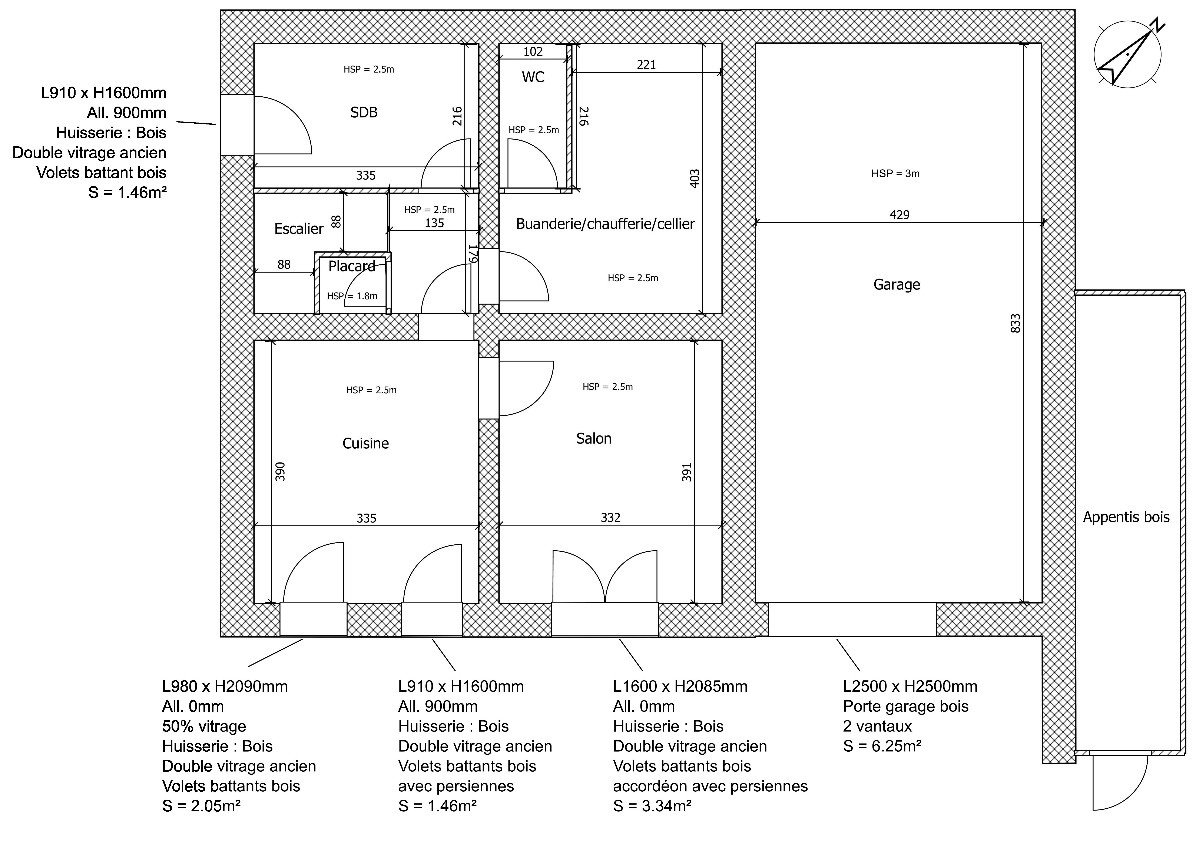 N
102
HSP = 2.5m
WC
221
L910 x H1600mm
All. 900mm
Huisserie : Bois
Double vitrage ancien
Volets battant bois
S = 1.46m²
SDB
216
216
HSP = 2.5m
335
HSP = 3m
403
HSP = 2.5m
88
135
Escalier
Buanderie/chaufferie/cellier
429
179
88
Placard
HSP = 1.8m
HSP = 2.5m
Garage
833
HSP = 2.5m
HSP = 2.5m
Cuisine
Salon
390
391
335
332
Appentis bois
L980 x H2090mm
All. 0mm
50% vitrage
Huisserie : Bois
Double vitrage ancien
Volets battants bois
S = 2.05m²
L910 x H1600mm
All. 900mm
Huisserie : Bois
Double vitrage ancien
Volets battants bois
avec persiennes
S = 1.46m²
L1600 x H2085mm
All. 0mm
Huisserie : Bois
Double vitrage ancien
Volets battants bois
accordéon avec persiennes
S = 3.34m²
L2500 x H2500mm
Porte garage bois
2 vantaux
S = 6.25m²